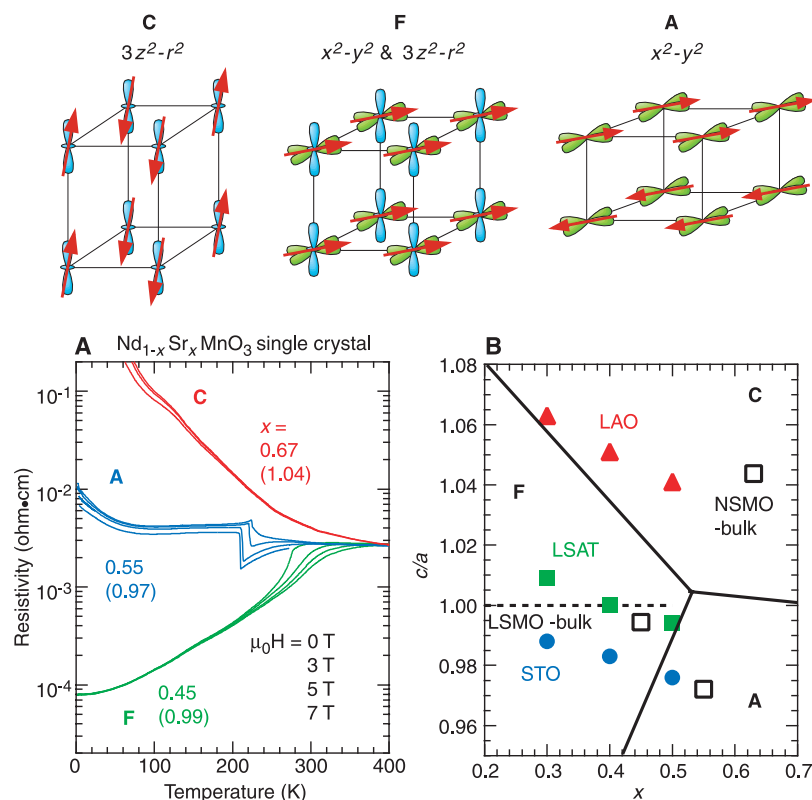 C
F
A
3z²-r²
x²-y² & 3z²-r²
x²-y²
A
Nd₁₋ₓSrₓMnO₃ single crystal
10⁻¹
10⁻²
10⁻³
10⁻⁴
Resistivity (ohm•cm)
C
x =
0.67
(1.04)
A
0.55
(0.97)
μ₀H = 0 T
3 T
5 T
7 T
0.45
(0.99)
F
0
100
200
300
400
Temperature (K)
B
1.08
1.06
1.04
1.02
1.00
0.98
0.96
c/a
C
LAO
F
NSMO
-bulk
LSAT
LSMO -bulk
STO
A
0.2
0.3
0.4
0.5
0.6
0.7
x